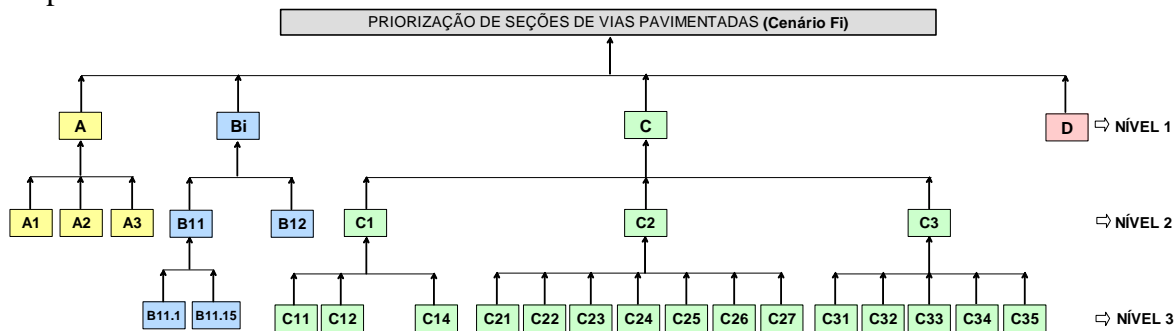 PRIORIZAÇÃO DE SEÇÕES DE VIAS PAVIMENTADAS (Cenário Fi)
A Bi C D ⇨ NÍVEL 1
A1 A2 A3 B11 B12 C1 C2 C3 ⇨ NÍVEL 2
B11.1 B11.15 C11 C12 C14 C21 C22 C23 C24 C25 C26 C27 C31 C32 C33 C34 C35 ⇨ NÍVEL 3